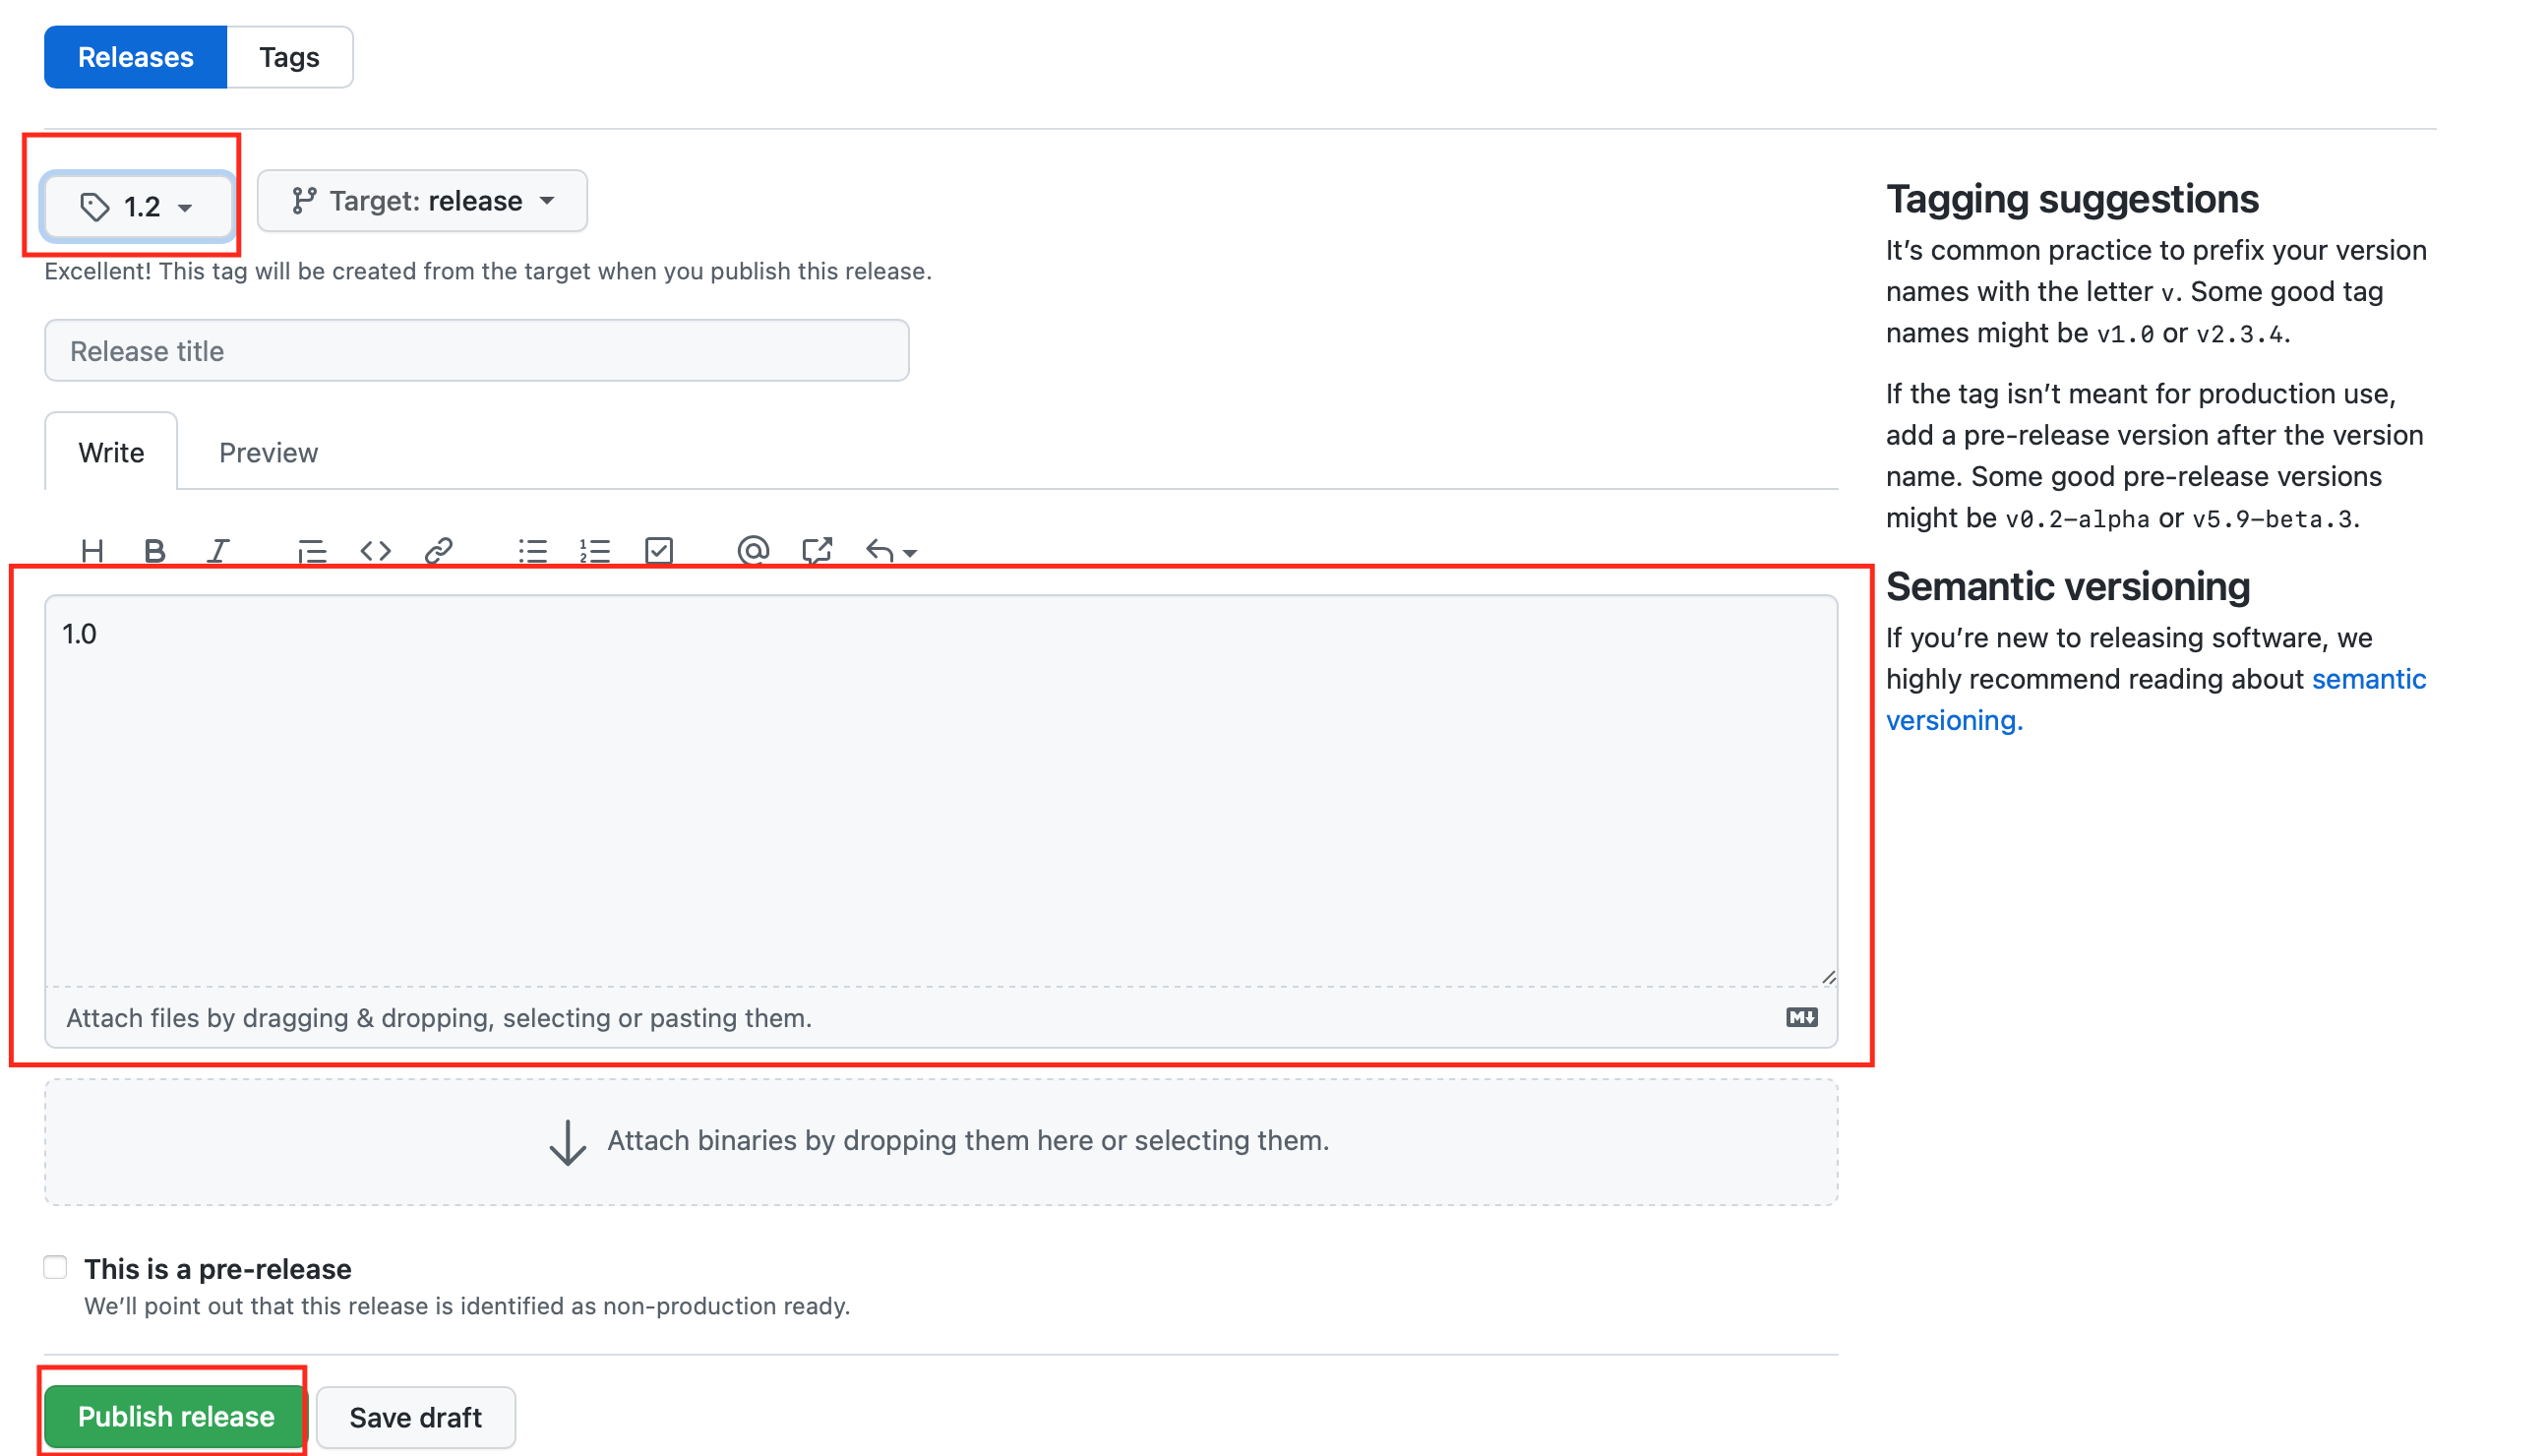 Releases Tags
1.2 Target: release
Excellent! This tag will be created from the target when you publish this release.
Release title
Write Preview
1.0
Attach files by dragging & dropping, selecting or pasting them.
Attach binaries by dropping them here or selecting them.
This is a pre-release
We’ll point out that this release is identified as non-production ready.
Publish release Save draft
Tagging suggestions
It’s common practice to prefix your version
names with the letter v. Some good tag
names might be v1.0 or v2.3.4.
If the tag isn’t meant for production use,
add a pre-release version after the version
name. Some good pre-release versions
might be v0.2-alpha or v5.9-beta.3.
Semantic versioning
If you’re new to releasing software, we
highly recommend reading about semantic
versioning.